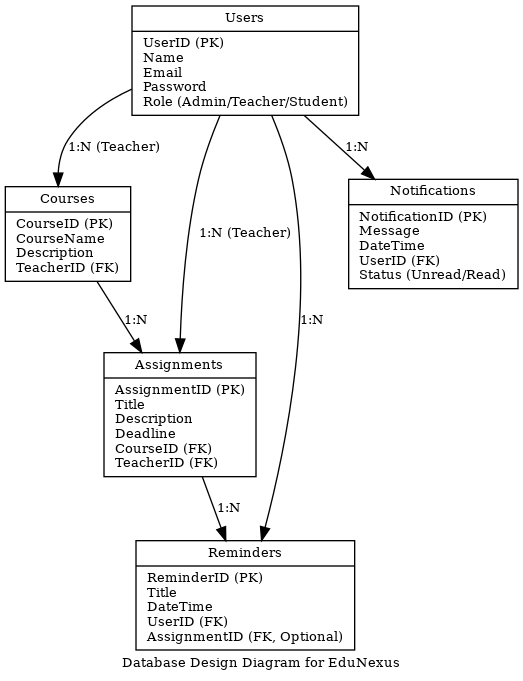 Users
UserID (PK)
Name
Email
Password
Role (Admin/Teacher/Student)
1:N (Teacher)
1:N
Courses
CourseID (PK)
CourseName
Description
TeacherID (FK)
Notifications
NotificationID (PK)
Message
DateTime
UserID (FK)
Status (Unread/Read)
1:N (Teacher)
1:N
1:N
Assignments
AssignmentID (PK)
Title
Description
Deadline
CourseID (FK)
TeacherID (FK)
1:N
Reminders
ReminderID (PK)
Title
DateTime
UserID (FK)
AssignmentID (FK, Optional)
Database Design Diagram for EduNexus